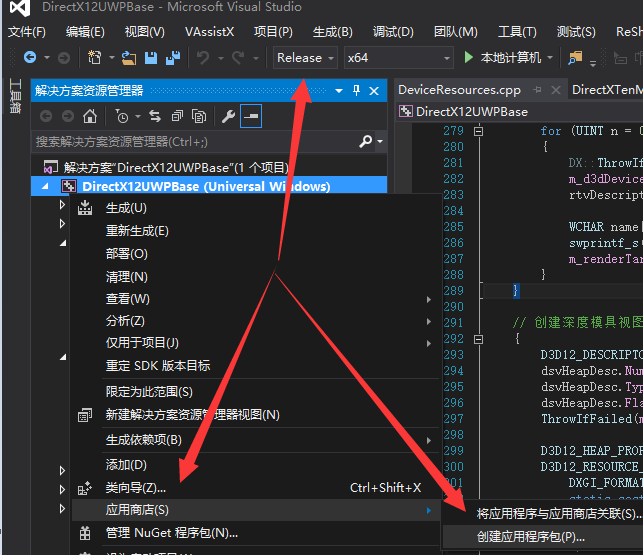 DirectX12UWPBase - Microsoft Visual Studio
文件(F) 编辑(E) 视图(V) VAssistX 项目(P) 生成(B) 调试(D) 团队(M) 工具(T) 测试(S) ReSh
Release x64 本地计算机
工具箱
解决方案资源管理器
搜索解决方案资源管理器(Ctrl+;)
解决方案"DirectX12UWPBase"(1 个项目)
DirectX12UWPBase (Universal Windows)
生成(U)
重新生成(E)
部署(O)
清理(N)
查看(W)
分析(Z)
仅用于项目(J)
重定 SDK 版本目标
限定为此范围(S)
新建解决方案资源管理器视图(N)
生成依赖项(B)
添加(D)
类向导(Z)... Ctrl+Shift+X
应用商店(S)
管理 NuGet 程序包(N)...
将应用程序与应用商店关联(S)...
创建应用程序包(P)...
DeviceResources.cpp DirectXTenM
DirectX12UWPBase
279 for (UINT n = 0
280 {
281 DX::ThrowIf
282 m_d3dDevice
283 rtvDescript
284
285 WCHAR name[
286 swprintf_s(
287 m_renderTar
288 }
289 }
290
291 // 创建深度模具视图
292 {
293 D3D12_DESCRIPTO
294 dsvHeapDesc.Num
295 dsvHeapDesc.Typ
296 dsvHeapDesc.Fla
297 ThrowIfFailed(m
298
299 D3D12_HEAP_PROP
300 D3D12_RESOURCE_
301 DXGI_FORMAT